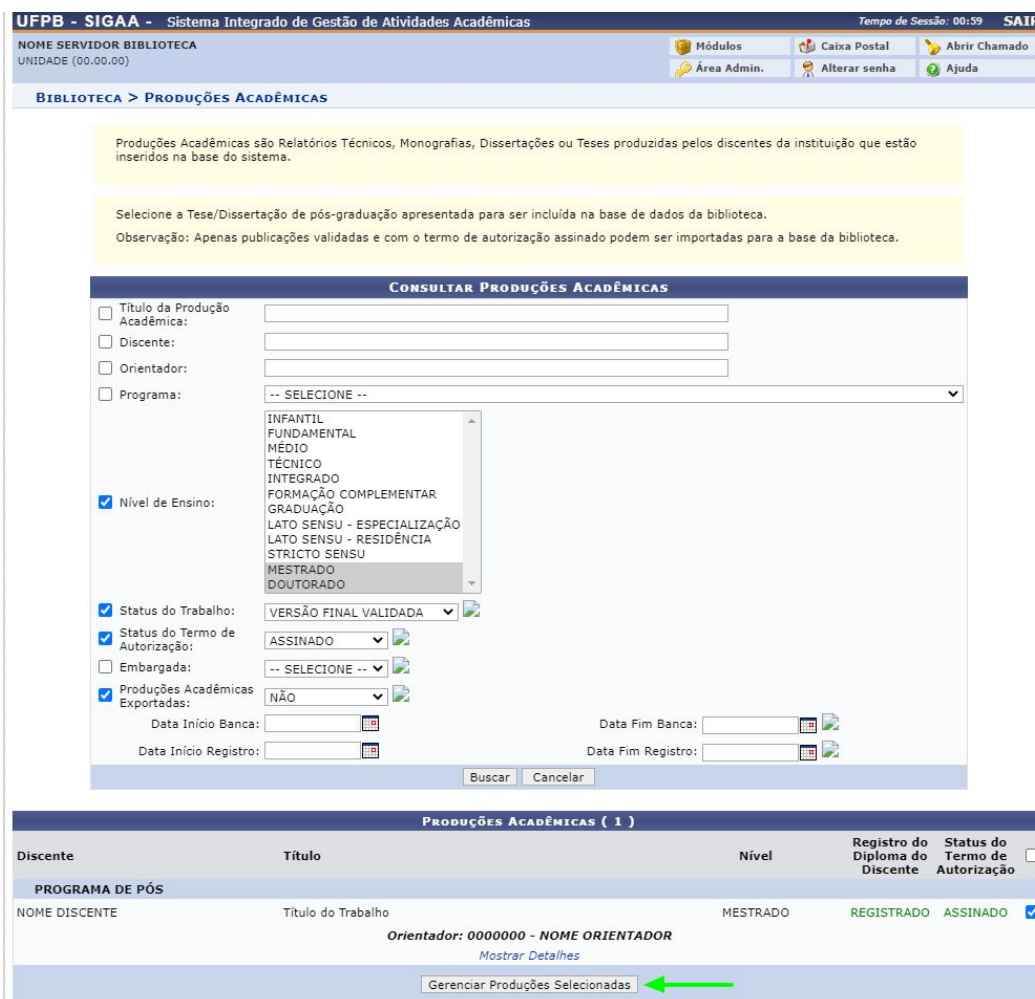 UFPB - SIGAA - Sistema Integrado de Gestão de Atividades Acadêmicas Tempo de Sessão: 00:59 SAIR
NOME SERVIDOR BIBLIOTECA Módulos Caixa Postal Abrir Chamado
UNIDADE (00.00.00) Área Admin. Alterar senha Ajuda
BIBLIOTECA > PRODUÇÕES ACADÊMICAS
Produções Acadêmicas são Relatórios Técnicos, Monografias, Dissertações ou Teses produzidas pelos discentes da instituição que estão
inseridos na base do sistema.
Selecione a Tese/Dissertação de pós-graduação apresentada para ser incluída na base de dados da biblioteca.
Observação: Apenas publicações validadas e com o termo de autorização assinado podem ser importadas para a base da biblioteca.
CONSULTAR PRODUÇÕES ACADÊMICAS
Título da Produção
Acadêmica:
Discente:
Orientador:
Programa: -- SELECIONE --
INFANTIL
FUNDAMENTAL
MÉDIO
TÉCNICO
INTEGRADO
FORMAÇÃO COMPLEMENTAR
Nível de Ensino:
GRADUAÇÃO
LATO SENSU - ESPECIALIZAÇÃO
LATO SENSU - RESIDÊNCIA
STRICTO SENSU
MESTRADO
DOUTORADO
Status do Trabalho: VERSÃO FINAL VALIDADA
Status do Termo de
Autorização: ASSINADO
Embargada: -- SELECIONE --
Produções Acadêmicas
Exportadas: NÃO
Data Início Banca: Data Fim Banca:
Data Início Registro: Data Fim Registro:
Buscar Cancelar
PRODUÇÕES ACADÊMICAS ( 1 )
Discente Título Nível Registro do Diploma do Discente Status do Termo de Autorização
PROGRAMA DE PÓS
NOME DISCENTE Título do Trabalho MESTRADO REGISTRADO ASSINADO
Orientador: 0000000 - NOME ORIENTADOR
Mostrar Detalhes
Gerenciar Produções Selecionadas